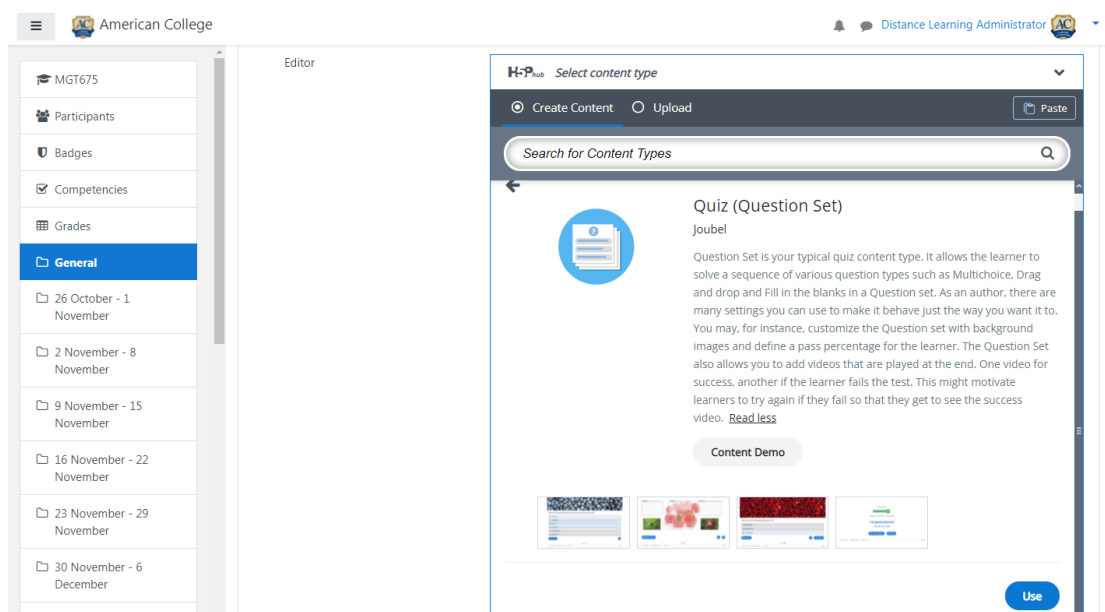 American College
Distance Learning Administrator
MGT675
Participants
Badges
Competencies
Grades
General
26 October - 1
November
2 November - 8
November
9 November - 15
November
16 November - 22
November
23 November - 29
November
30 November - 6
December
Editor
H5Phub Select content type
Create Content Upload Paste
Search for Content Types
Quiz (Question Set)
Joubel
Question Set is your typical quiz content type. It allows the learner to
solve a sequence of various question types such as Multichoice, Drag
and drop and Fill in the blanks in a Question set. As an author, there are
many settings you can use to make it behave just the way you want it to.
You may, for instance, customize the Question set with background
images and define a pass percentage for the learner. The Question Set
also allows you to add videos that are played at the end. One video for
success, another if the learner fails the test. This might motivate
learners to try again if they fail so that they get to see the success
video. Read less
Content Demo
Use